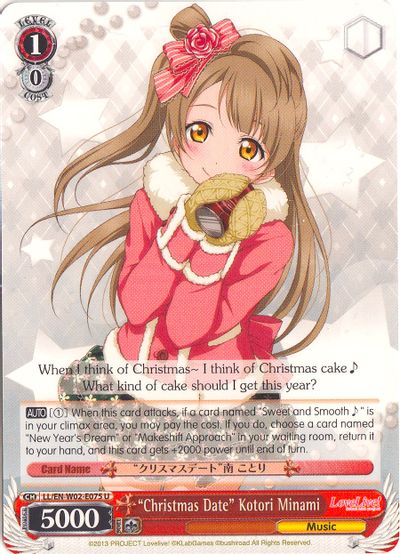 LEVEL
1
0
COST
When I think of Christmas~ I think of Christmas cake♪
What kind of cake should I get this year?
AUTO [①] When this card attacks, if a card named "Sweet and Smooth♪" is
in your climax area, you may pay the cost. If you do, choose a card named
"New Year's Dream" or "Makeshift Approach" in your waiting room, return it
to your hand, and this card gets +2000 power until end of turn.
Card Name
"クリスマスデート"南 ことり
CH LL/EN-W02-E075 U
POWER 5000
"Christmas Date" Kotori Minami
LoveLive!
Music
©2013 PROJECT Lovelive! ©KLabGames ©bushiroad All Rights Reserved.